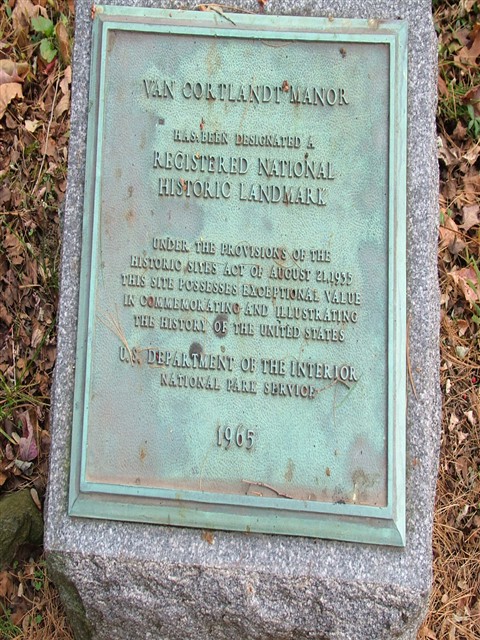 VAN CORTLANDT MANOR
HAS BEEN DESIGNATED A
REGISTERED NATIONAL
HISTORIC LANDMARK
UNDER THE PROVISIONS OF THE
HISTORIC SITES ACT OF AUGUST 21, 1935
THIS SITE POSSESSES EXCEPTIONAL VALUE
IN COMMEMORATING AND ILLUSTRATING
THE HISTORY OF THE UNITED STATES
U.S. DEPARTMENT OF THE INTERIOR
NATIONAL PARK SERVICE
1965